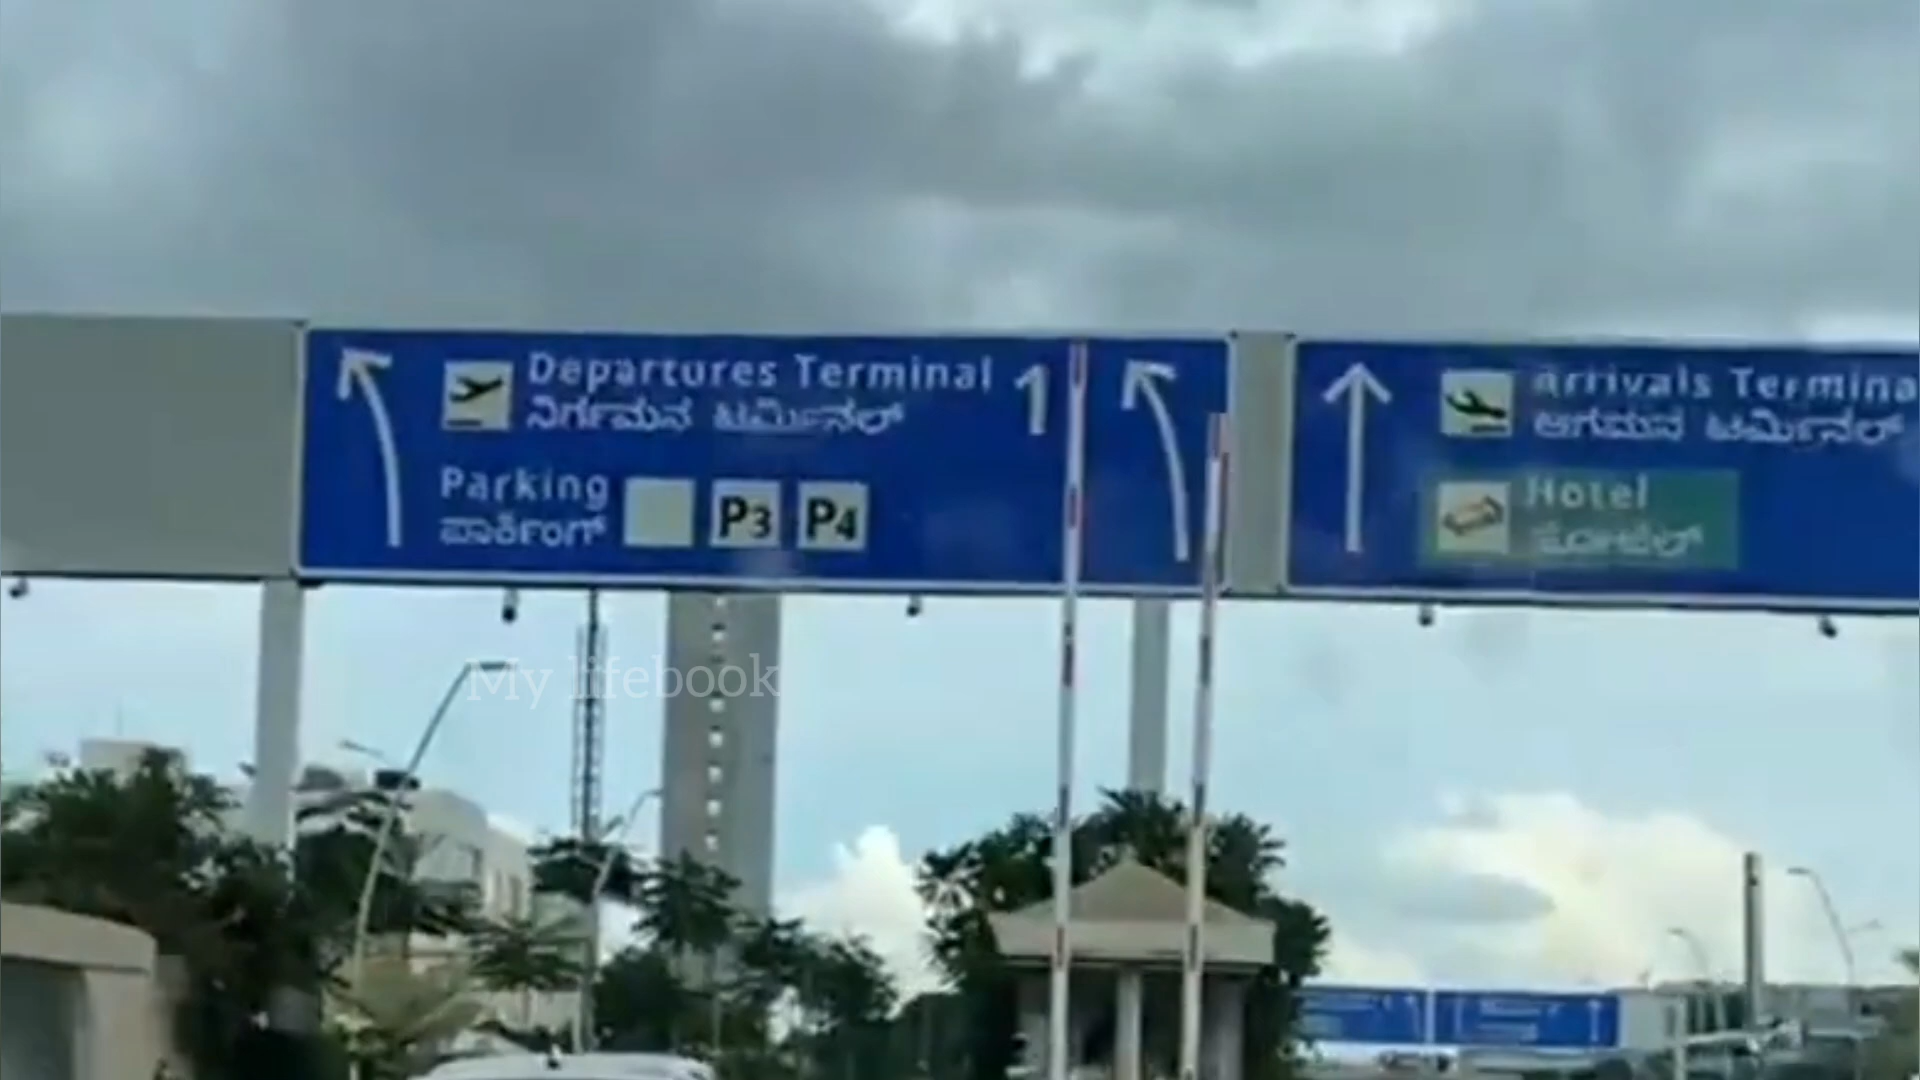 Departures Terminal 1
ನಿರ್ಗಮನ ಟರ್ಮಿನಲ್
Parking P3 P4
ಪಾರ್ಕಿಂಗ್
Arrivals Termina
ಆಗಮನ ಟರ್ಮಿನಲ್
Hotel
ಹೋಟೆಲ್
My lifebook